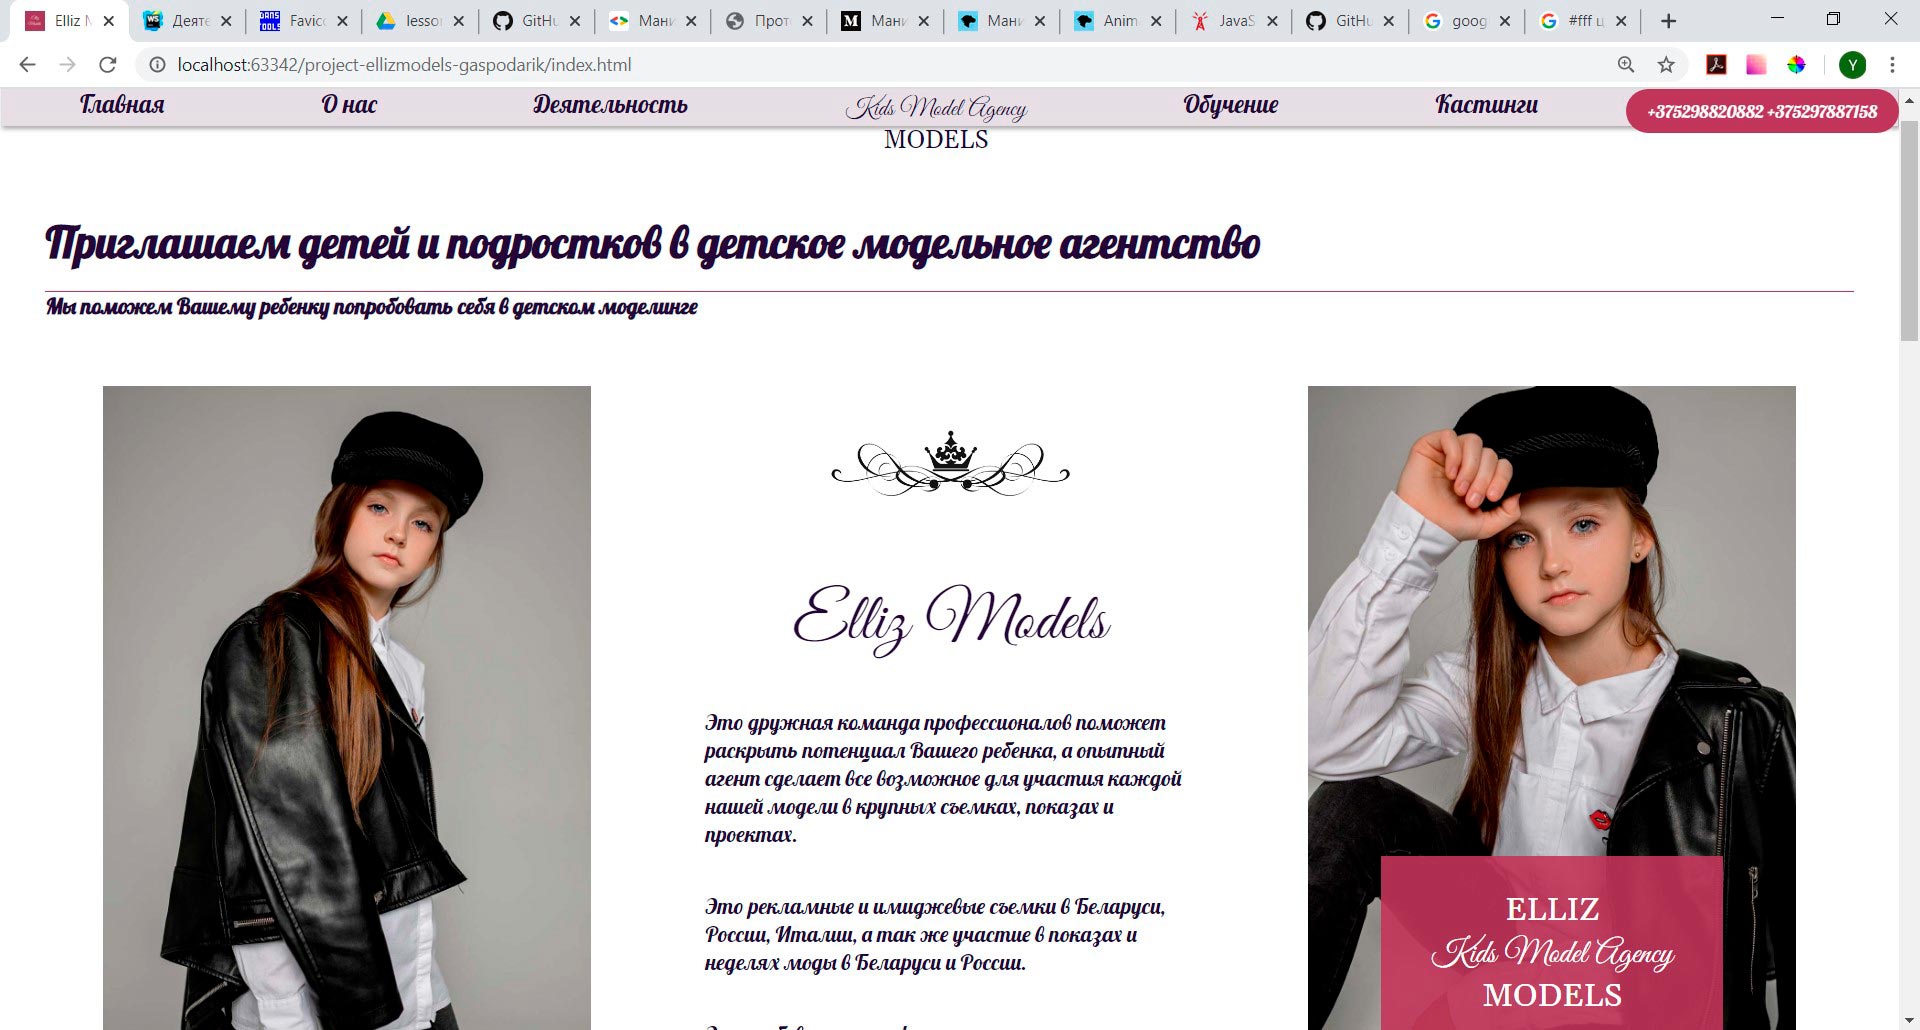 Elliz M
Деяте
Favico
lesso
GitHu
Мани
Прот
Мани
Мани
Anim
JavaS
GitHu
goog
#fff ц
localhost:63342/project-ellizmodels-gaspodarik/index.html
Y
Главная
О нас
Деятельность
Kids Model Agency
MODELS
Обучение
Кастинги
+375298820882 +375297887158
Приглашаем детей и подростков в детское модельное агентство
Мы поможем Вашему ребенку попробовать себя в детском моделинге
Elliz Models
Это дружная команда профессионалов поможет
раскрыть потенциал Вашего ребенка, а опытный
агент сделает все возможное для участия каждой
нашей модели в крупных съемках, показах и
проектах.
Это рекламные и имиджевые съемки в Беларуси,
России, Италии, а так же участие в показах и
неделях моды в Беларуси и России.
ELLIZ
Kids Model Agency
MODELS